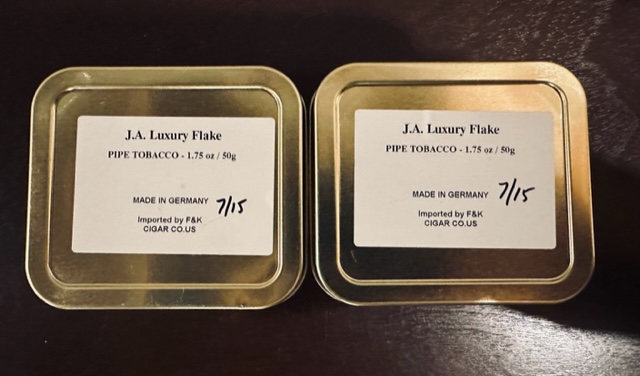 J.A. Luxury Flake
PIPE TOBACCO - 1.75 oz / 50g
MADE IN GERMANY 7/15
Imported by F&K
CIGAR CO.US
J.A. Luxury Flake
PIPE TOBACCO - 1.75 oz / 50g
MADE IN GERMANY 7/15
Imported by F&K
CIGAR CO.US